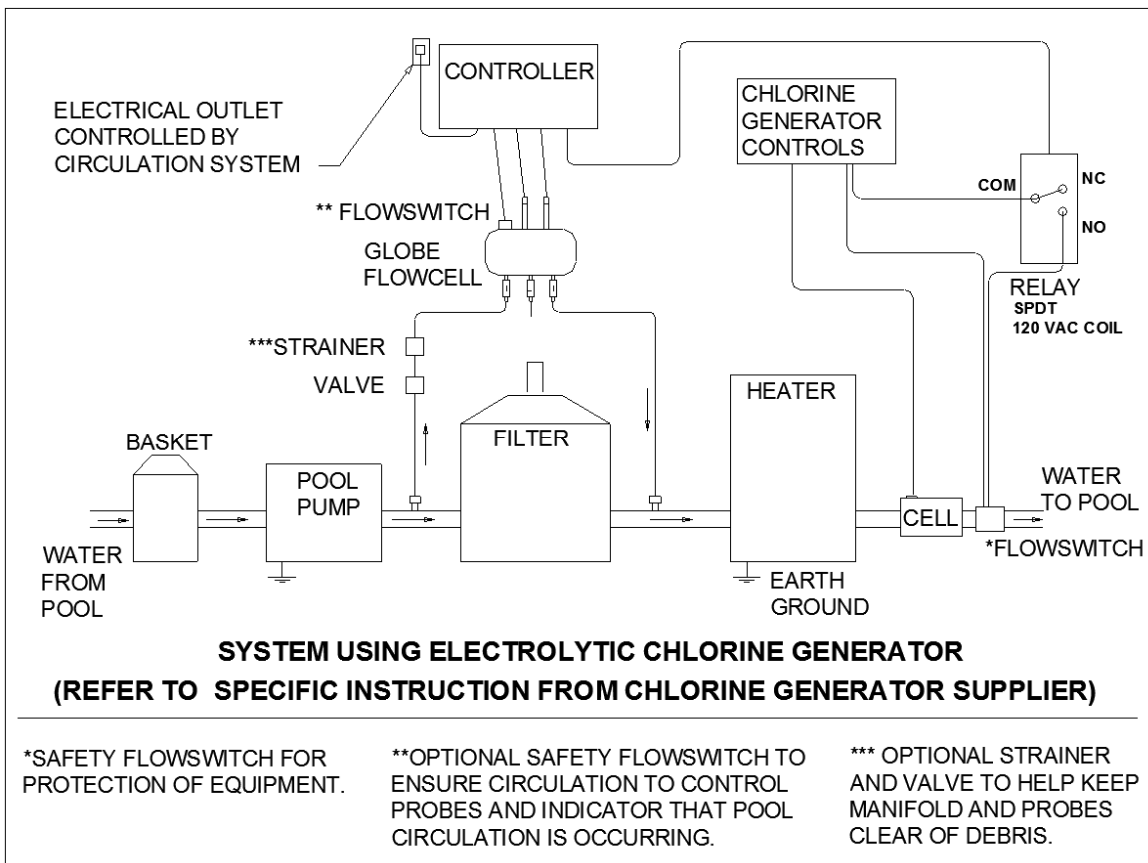 ELECTRICAL OUTLET
CONTROLLED BY
CIRCULATION SYSTEM
CONTROLLER
CHLORINE
GENERATOR
CONTROLS
COM
NC
NO
RELAY
SPDT
120 VAC COIL
** FLOWSWITCH
GLOBE
FLOWCELL
***STRAINER
VALVE
BASKET
POOL
PUMP
FILTER
HEATER
CELL
WATER
TO POOL
*FLOWSWITCH
WATER
FROM
POOL
EARTH
GROUND
SYSTEM USING ELECTROLYTIC CHLORINE GENERATOR
(REFER TO SPECIFIC INSTRUCTION FROM CHLORINE GENERATOR SUPPLIER)
*SAFETY FLOWSWITCH FOR
PROTECTION OF EQUIPMENT.
**OPTIONAL SAFETY FLOWSWITCH TO
ENSURE CIRCULATION TO CONTROL
PROBES AND INDICATOR THAT POOL
CIRCULATION IS OCCURRING.
*** OPTIONAL STRAINER
AND VALVE TO HELP KEEP
MANIFOLD AND PROBES
CLEAR OF DEBRIS.